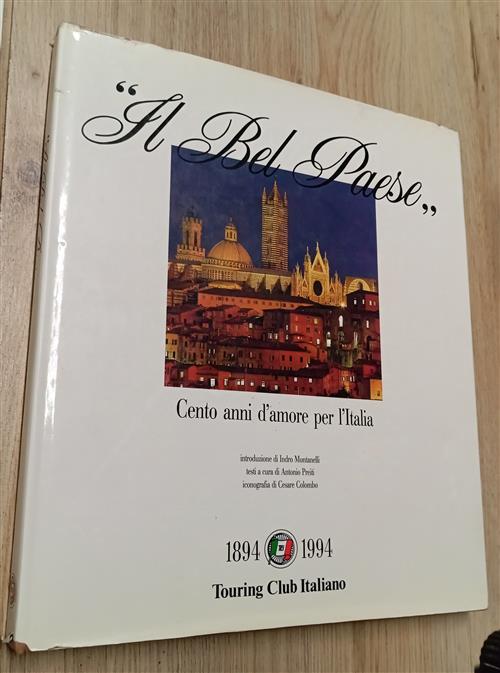 “Il Bel Paese„
Cento anni d'amore per l'Italia
introduzione di Indro Montanelli
testi a cura di Antonio Preiti
iconografia di Cesare Colombo
1894 1994
Touring Club Italiano